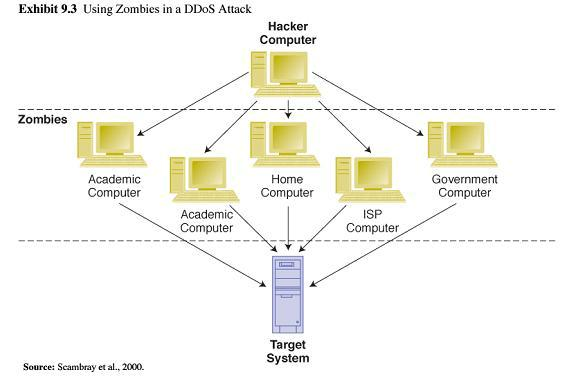 Exhibit 9.3 Using Zombies in a DDoS Attack
Hacker
Computer
Zombies
Academic
Computer
Academic
Computer
Home
Computer
ISP
Computer
Government
Computer
Target
System
Source: Scambray et al., 2000.